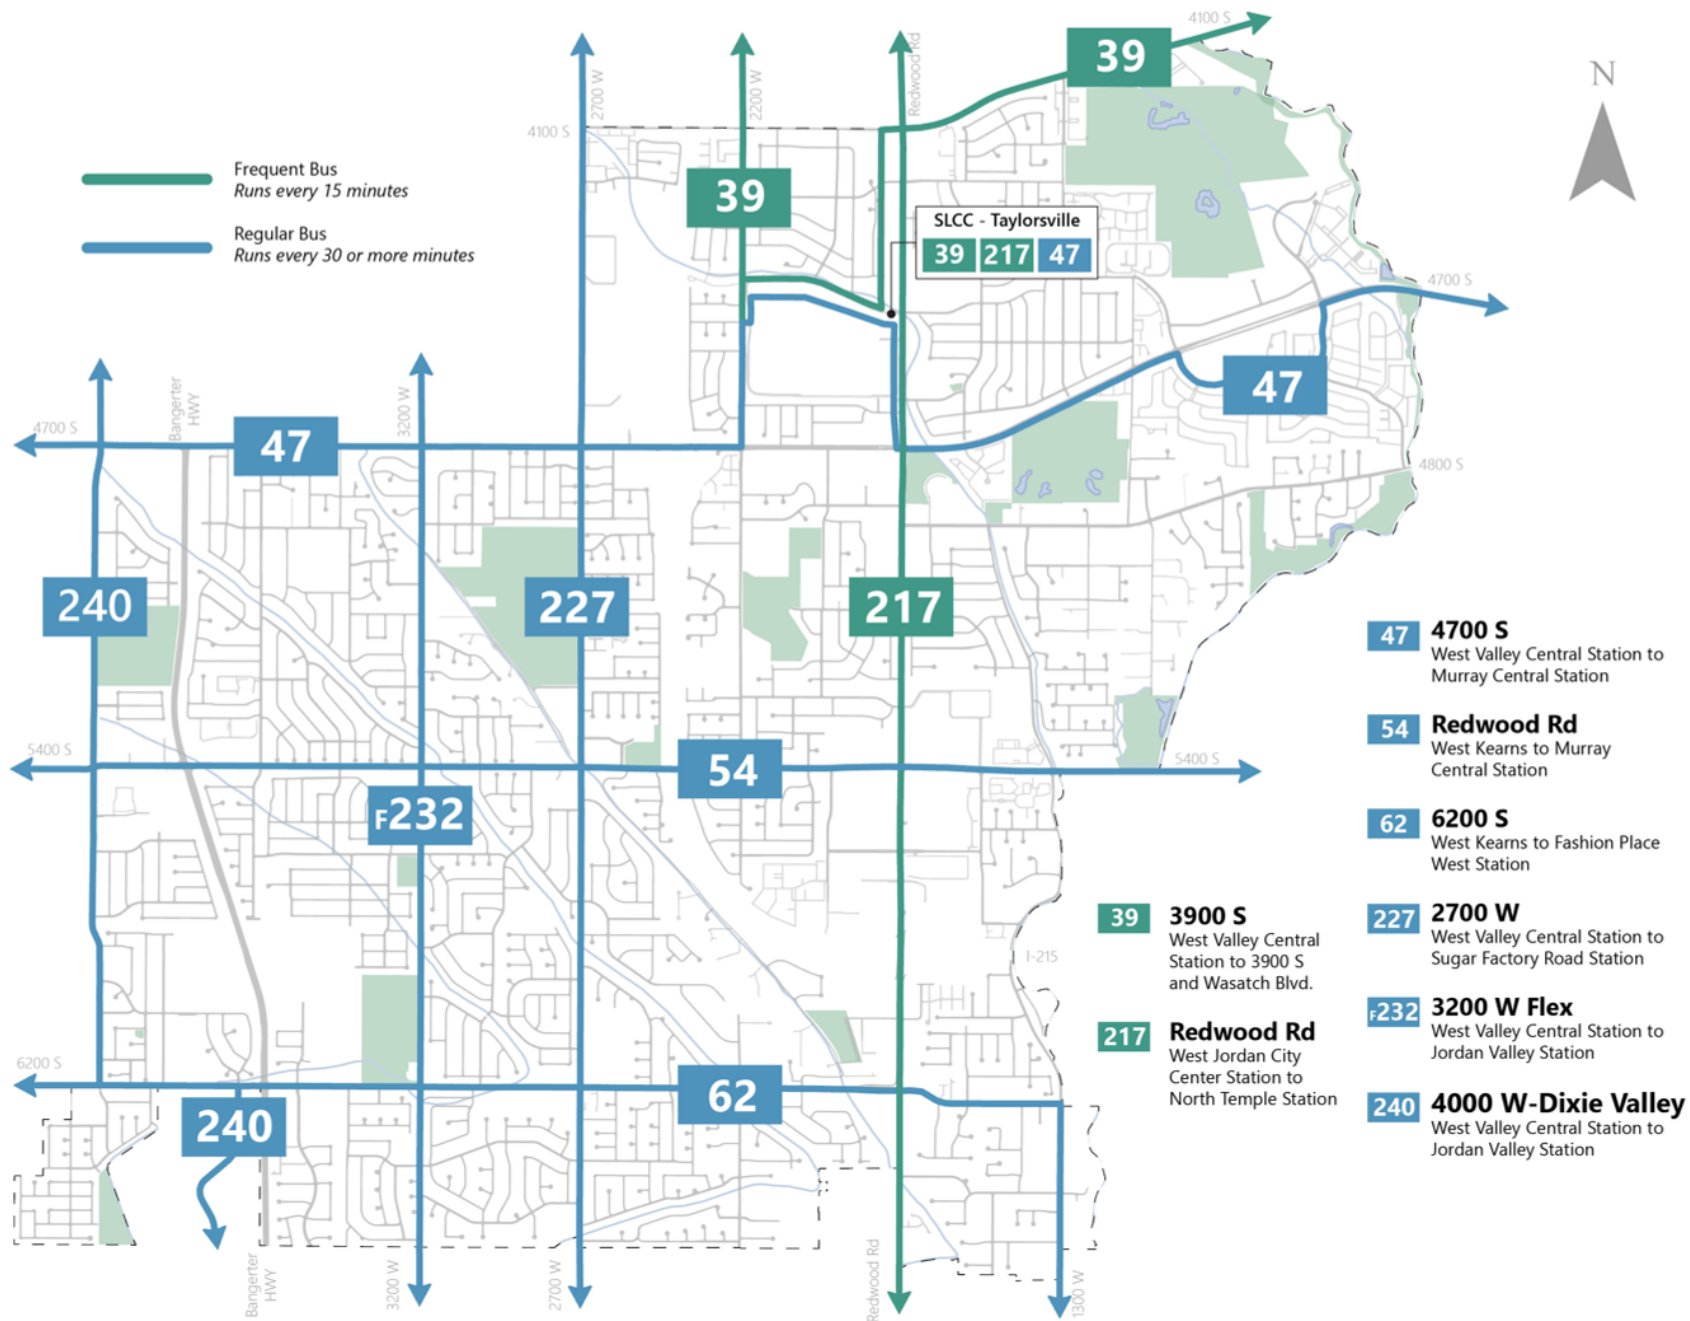 4100 S
39
N
2700 W
2200 W
Redwood Rd
4100 S
Frequent Bus
Runs every 15 minutes
39
Regular Bus
Runs every 30 or more minutes
SLCC - Taylorsville
39 217 47
4700 S
47
Bangerter
HWY
3200 W
4700 S
47
4800 S
240
227
217
5400 S
54
5400 S
F232
I-215
6200 S
62
240
Bangerter
HWY
3200 W
2700 W
Redwood Rd
1300 W
39
3900 S
West Valley Central
Station to 3900 S
and Wasatch Blvd.
217
Redwood Rd
West Jordan City
Center Station to
North Temple Station
47
4700 S
West Valley Central Station to
Murray Central Station
54
Redwood Rd
West Kearns to Murray
Central Station
62
6200 S
West Kearns to Fashion Place
West Station
227
2700 W
West Valley Central Station to
Sugar Factory Road Station
F232
3200 W Flex
West Valley Central Station to
Jordan Valley Station
240
4000 W-Dixie Valley
West Valley Central Station to
Jordan Valley Station